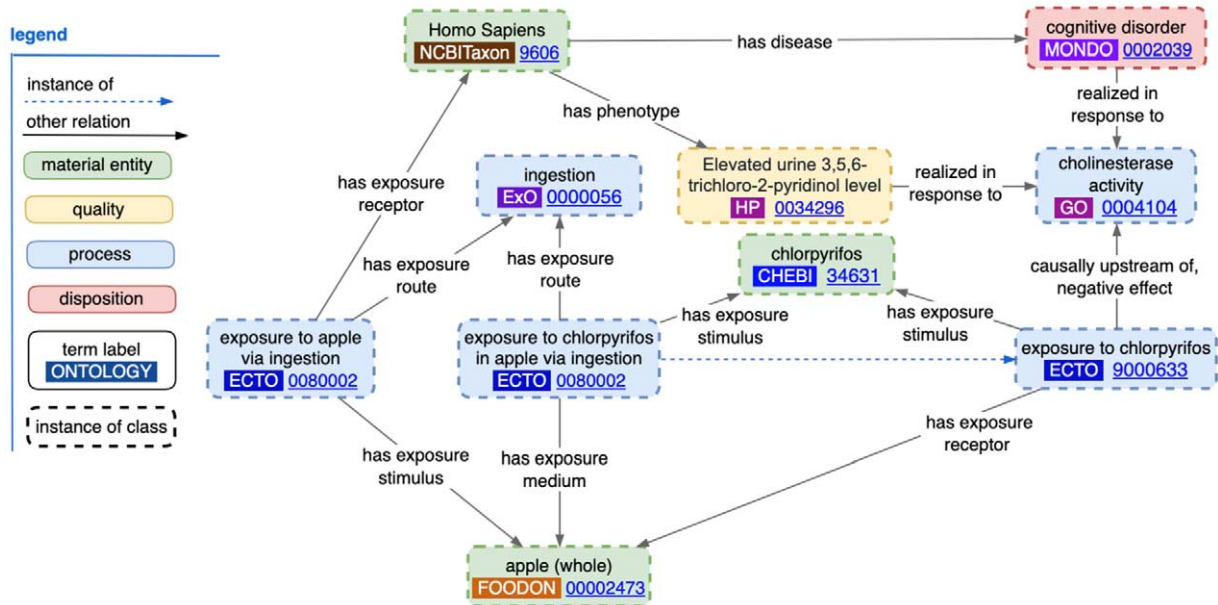 legend
instance of
other relation
material entity
quality
process
disposition
term label
ONTOLOGY
instance of class
Homo Sapiens
NCBITaxon 9606
has disease
cognitive disorder
MONDO 0002039
has phenotype
realized in
response to
has exposure
receptor
ingestion
ExO 0000056
Elevated urine 3,5,6-
trichloro-2-pyridinol level
HP 0034296
realized in
response to
cholinesterase
activity
GO 0004104
has exposure
route
has exposure
route
chlorpyrifos
CHEBI 34631
causally upstream of,
negative effect
has exposure
stimulus
has exposure
stimulus
exposure to apple
via ingestion
ECTO 0080002
exposure to chlorpyrifos
in apple via ingestion
ECTO 0080002
exposure to chlorpyrifos
ECTO 9000633
has exposure
stimulus
has exposure
medium
has exposure
receptor
apple (whole)
FOODON 00002473